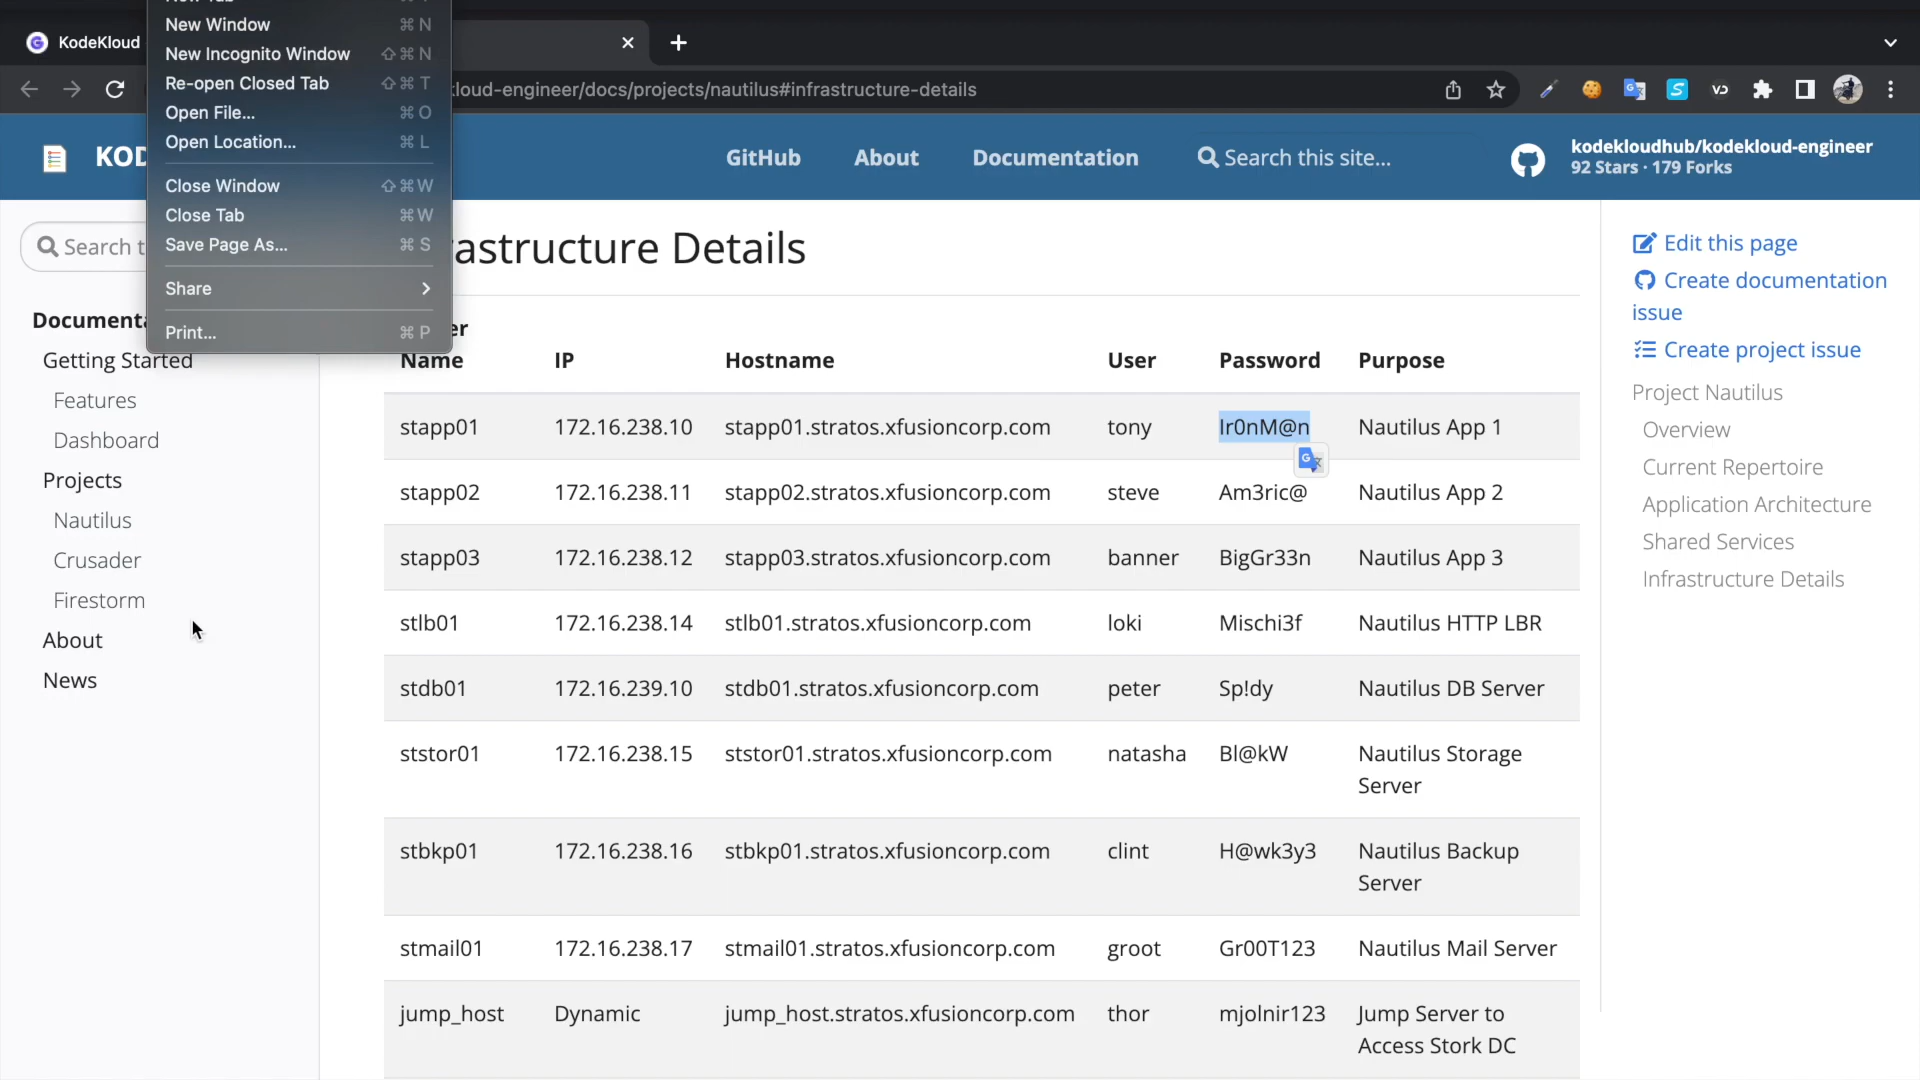 New Window ⌘ N
KodeKloud
New Incognito Window ⇧ ⌘ N
Re-open Closed Tab ⇧ ⌘ T
loud-engineer/docs/projects/nautilus#infrastructure-details
Open File... ⌘ O
Open Location... ⌘ L
KOD
GitHub About Documentation Search this site...
kodekloudhub/kodekloud-engineer
92 Stars · 179 Forks
Close Window ⇧ ⌘ W
Close Tab ⌘ W
Save Page As... ⌘ S
Share
Print... ⌘ P
Search t
Documenta
Getting Started
Features
Dashboard
Projects
Nautilus
Crusader
Firestorm
About
News
rastructure Details
er
Name IP Hostname User Password Purpose
stapp01 172.16.238.10 stapp01.stratos.xfusioncorp.com tony Ir0nM@n Nautilus App 1
stapp02 172.16.238.11 stapp02.stratos.xfusioncorp.com steve Am3ric@ Nautilus App 2
stapp03 172.16.238.12 stapp03.stratos.xfusioncorp.com banner BigGr33n Nautilus App 3
stlb01 172.16.238.14 stlb01.stratos.xfusioncorp.com loki Mischi3f Nautilus HTTP LBR
stdb01 172.16.239.10 stdb01.stratos.xfusioncorp.com peter Sp!dy Nautilus DB Server
ststor01 172.16.238.15 ststor01.stratos.xfusioncorp.com natasha Bl@kW Nautilus Storage
Server
stbkp01 172.16.238.16 stbkp01.stratos.xfusioncorp.com clint H@wk3y3 Nautilus Backup
Server
stmail01 172.16.238.17 stmail01.stratos.xfusioncorp.com groot Gr00T123 Nautilus Mail Server
jump_host Dynamic jump_host.stratos.xfusioncorp.com thor mjolnir123 Jump Server to
Access Stork DC
Edit this page
Create documentation
issue
Create project issue
Project Nautilus
Overview
Current Repertoire
Application Architecture
Shared Services
Infrastructure Details